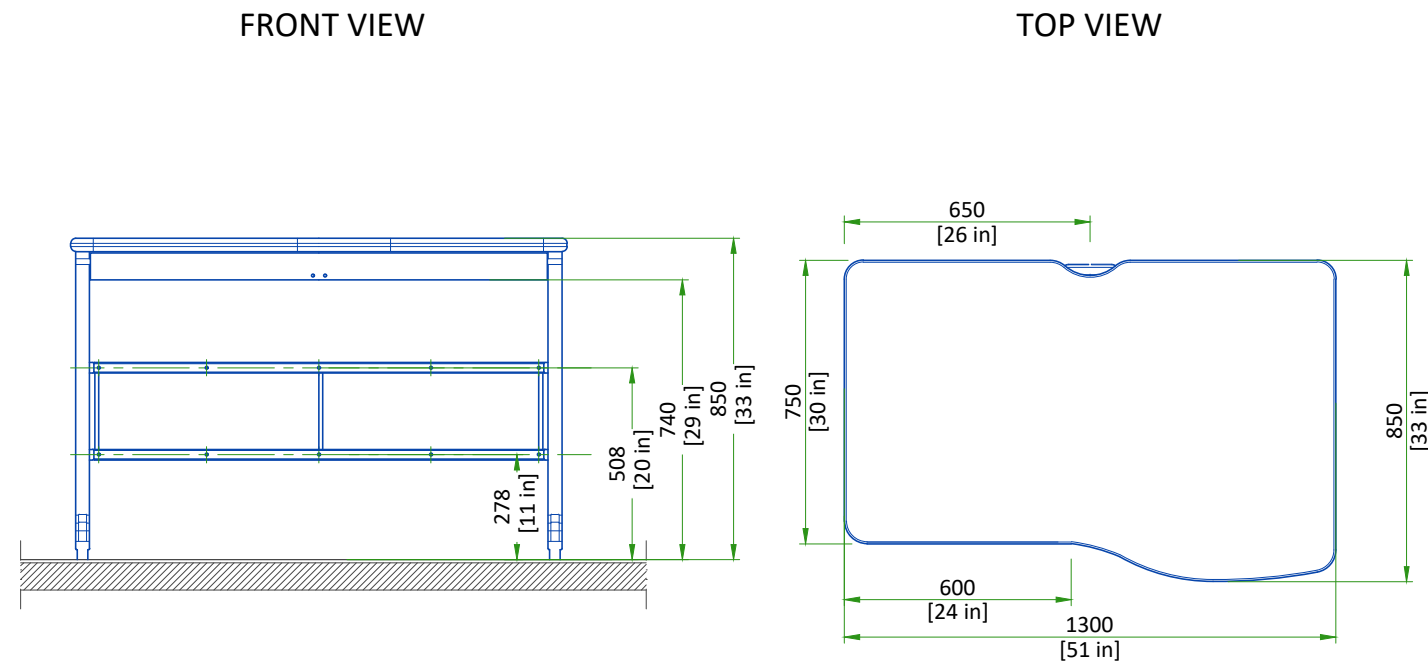 FRONT VIEW
TOP VIEW
650
[26 in]
850
[33 in]
740
[29 in]
508
[20 in]
278
[11 in]
750
[30 in]
850
[33 in]
600
[24 in]
1300
[51 in]